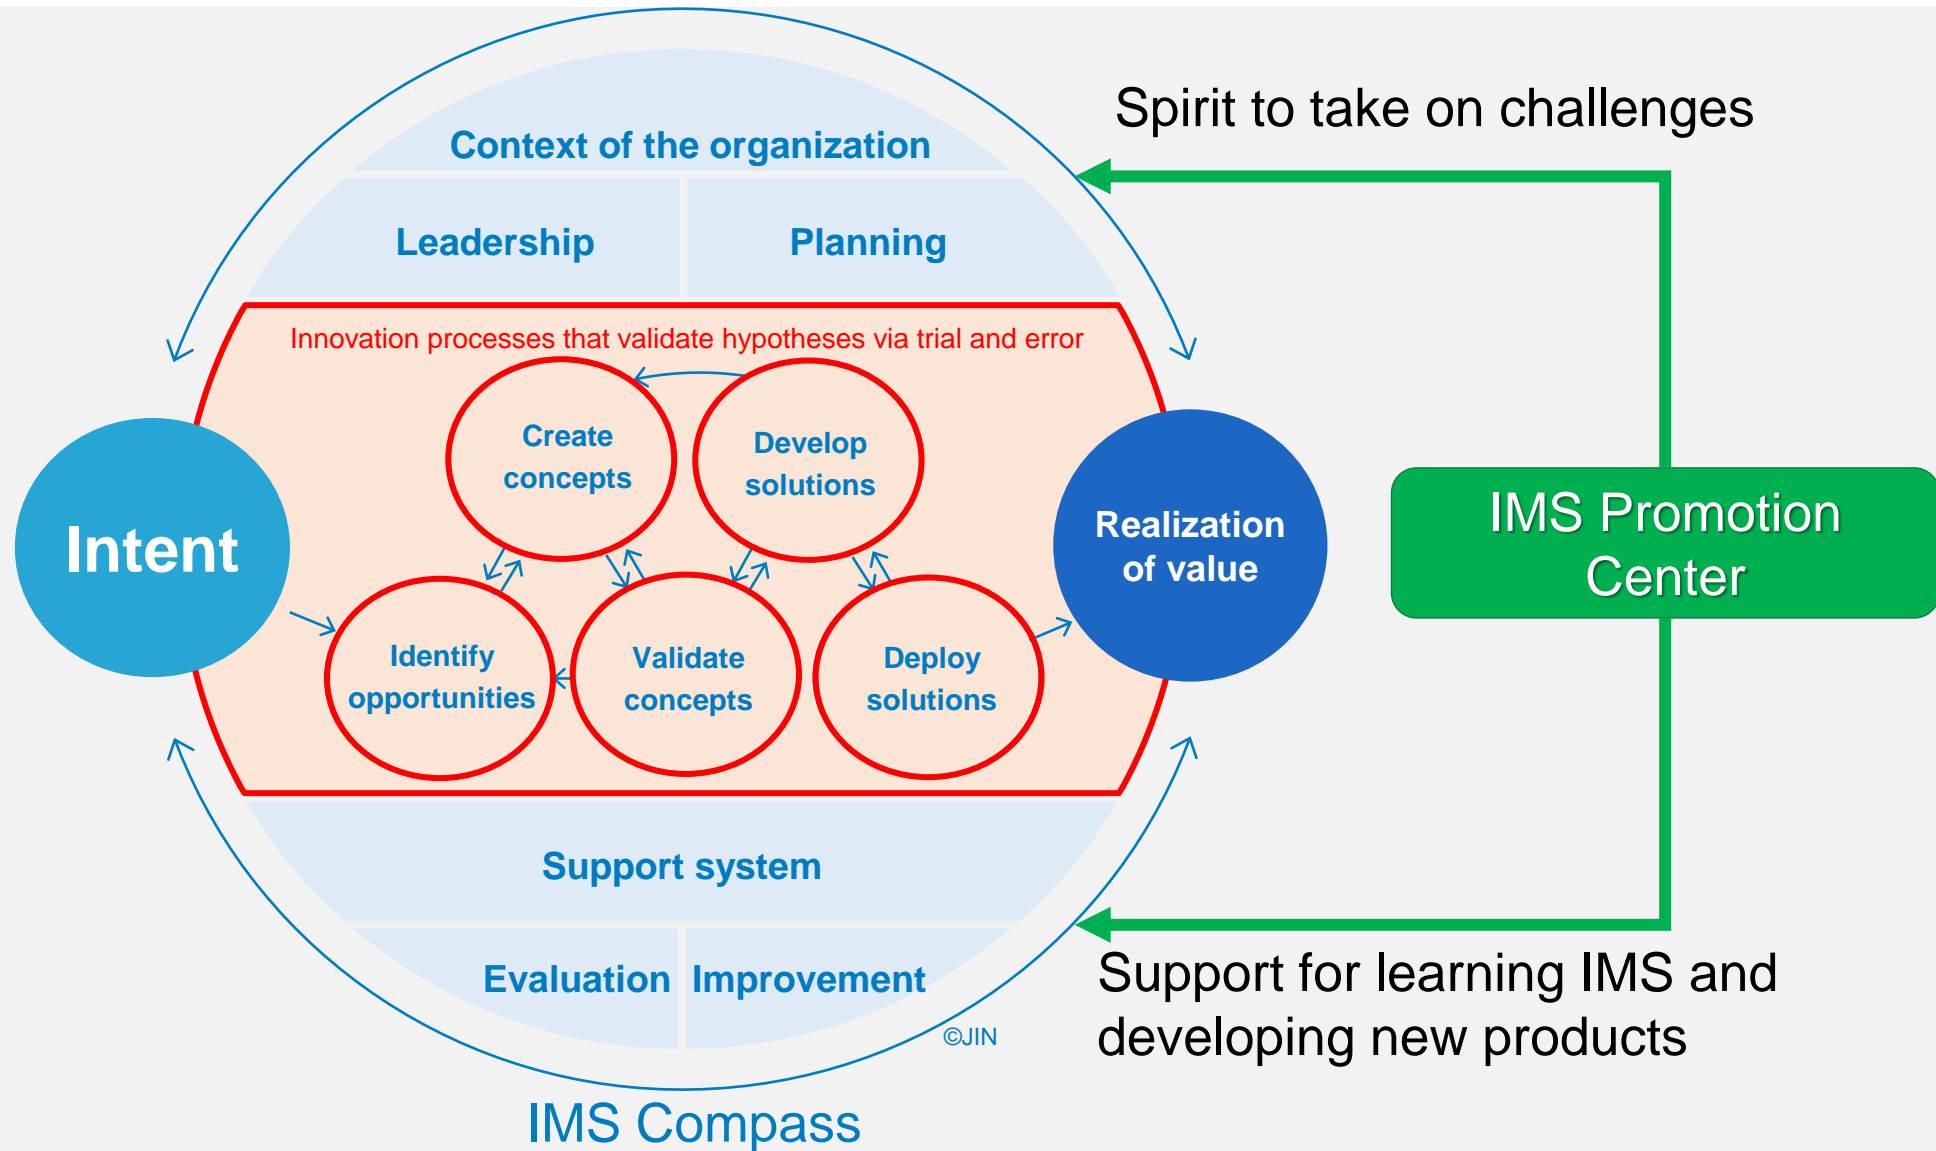 Spirit to take on challenges
Context of the organization
Leadership
Planning
Innovation processes that validate hypotheses via trial and error
Create
concepts
Develop
solutions
Intent
Realization
of value
IMS Promotion
Center
Identify
opportunities
Validate
concepts
Deploy
solutions
Support system
Evaluation
Improvement
©JIN
Support for learning IMS and
developing new products
IMS Compass